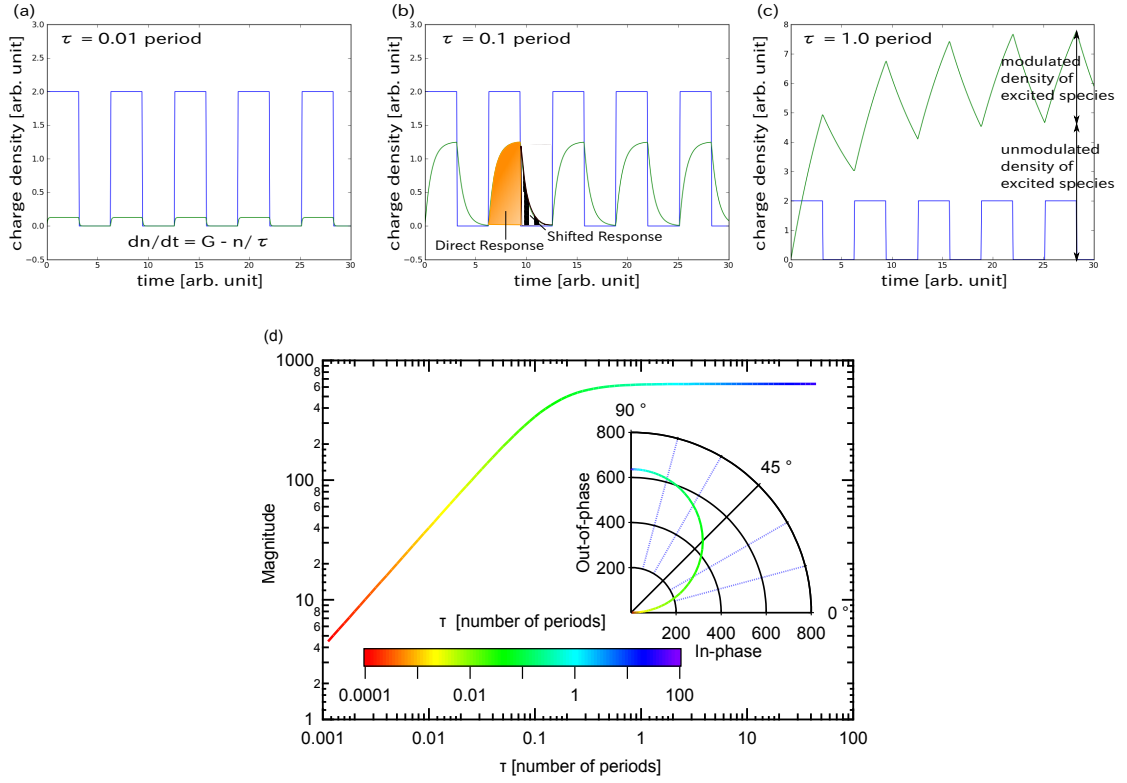 (a)
τ = 0.01 period
charge density [arb. unit]
3.0
2.5
2.0
1.5
1.0
0.5
0.0
−0.5
dn/dt = G - n/τ
0 5 10 15 20 25 30
time [arb. unit]
(b)
τ = 0.1 period
charge density [arb. unit]
3.0
2.5
2.0
1.5
1.0
0.5
0.0
−0.5
Direct Response
Shifted Response
0 5 10 15 20 25 30
time [arb. unit]
(c)
τ = 1.0 period
charge density [arb. unit]
8
7
6
5
4
3
2
1
0
modulated
density of
excited species
unmodulated
density of
excited species
0 5 10 15 20 25 30
time [arb. unit]
(d)
Magnitude
1000
8
6
4
2
100
8
6
4
2
10
8
6
4
2
1
0.001 0.01 0.1 1 10 100
τ [number of periods]
90 °
45 °
0 °
Out-of-phase
800
600
400
200
200 400 600 800
In-phase
τ [number of periods]
0.0001 0.01 1 100